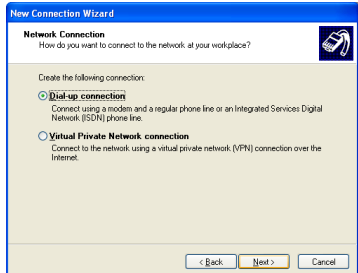 New Connection Wizard
Network Connection
How do you want to connect to the network at your workplace?
Create the following connection:
Dial-up connection
Connect using a modem and a regular phone line or an Integrated Services Digital
Network (ISDN) phone line.
Virtual Private Network connection
Connect to the network using a virtual private network (VPN) connection over the
Internet.
< Back
Next >
Cancel